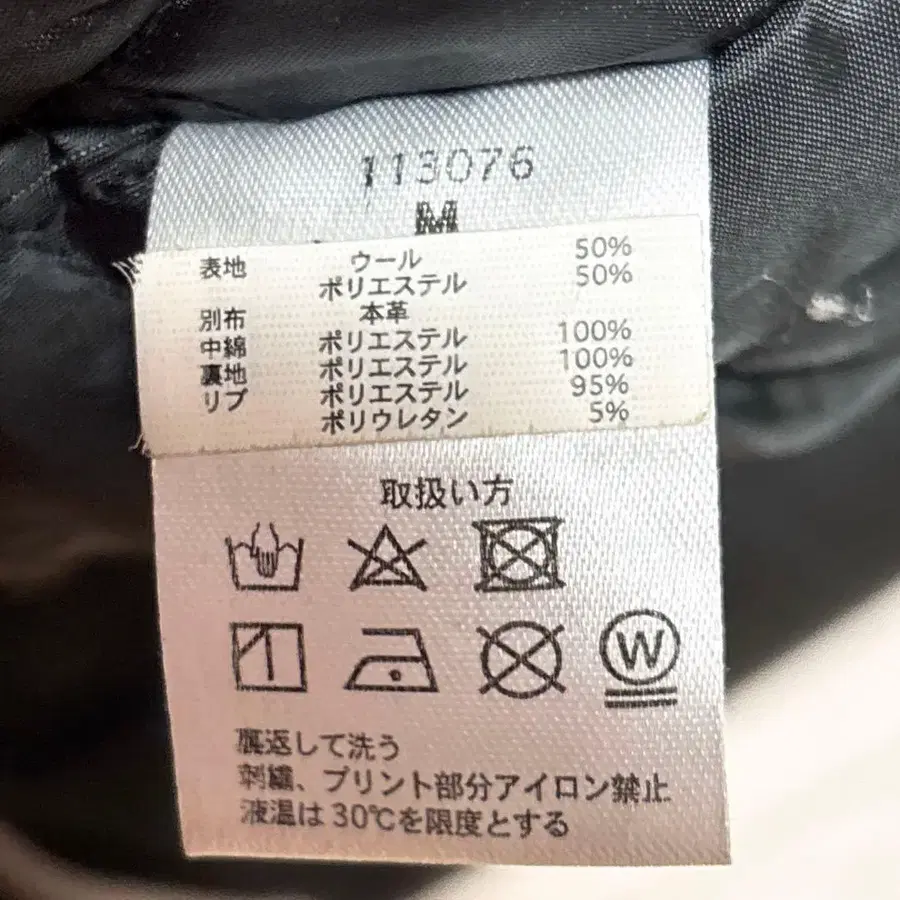 113076
M
表地 ウール 50%
ポリエステル 50%
別布 本革
中綿 ポリエステル 100%
裏地 ポリエステル 100%
リブ ポリエステル 95%
ポリウレタン 5%
取扱い方
W
裏返して洗う
刺繍、プリント部分アイロン禁止
液温は30℃を限度とする